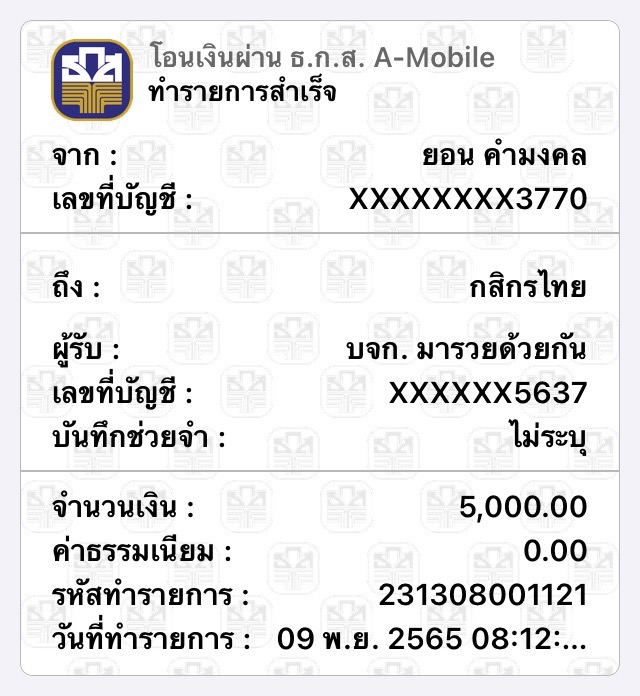 โอนเงินผ่าน ธ.ก.ส. A-Mobile
ทำรายการสำเร็จ
จาก : ยอน คำมงคล
เลขที่บัญชี : XXXXXXXX3770
ถึง : กสิกรไทย
ผู้รับ : บจก. มารวยด้วยกัน
เลขที่บัญชี : XXXXXX5637
บันทึกช่วยจำ : ไม่ระบุ
จำนวนเงิน : 5,000.00
ค่าธรรมเนียม : 0.00
รหัสทำรายการ : 231308001121
วันที่ทำรายการ : 09 พ.ย. 2565 08:12:...